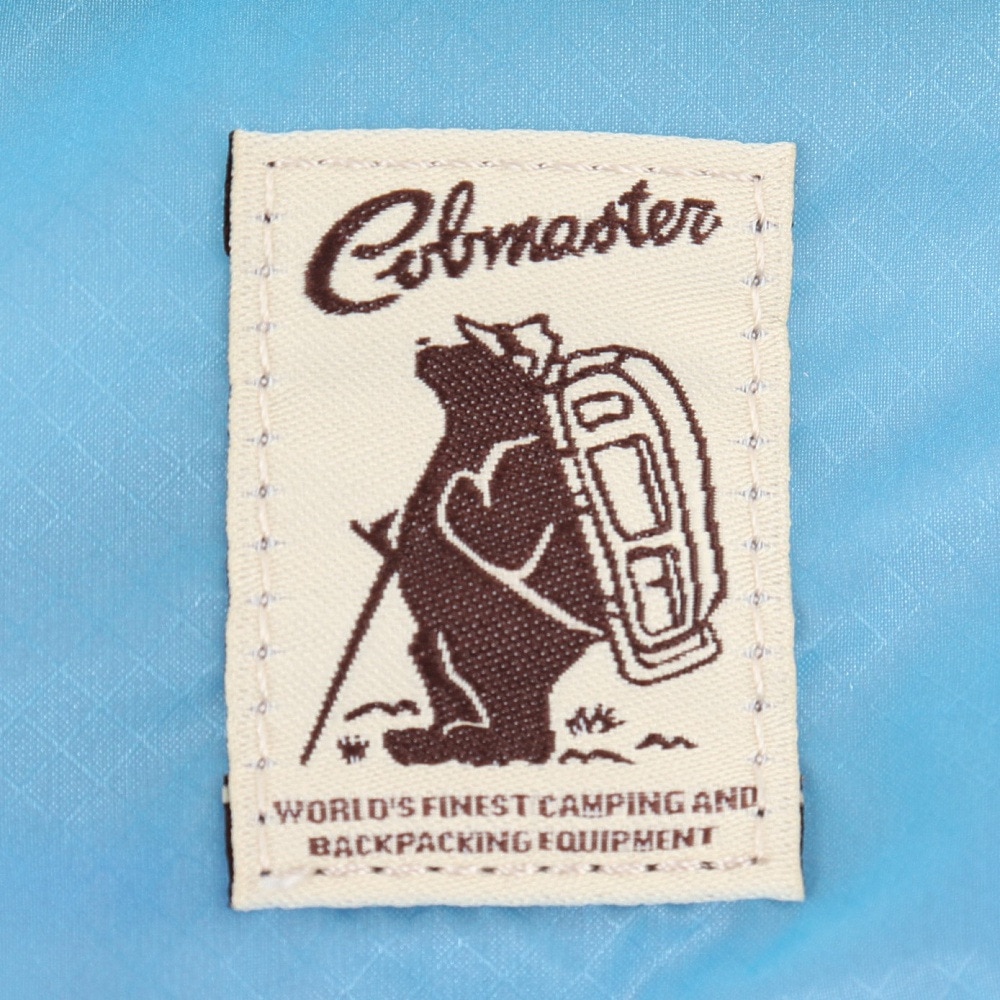 Cobmaster
WORLD'S FINEST CAMPING AND
BACKPACKING EQUIPMENT